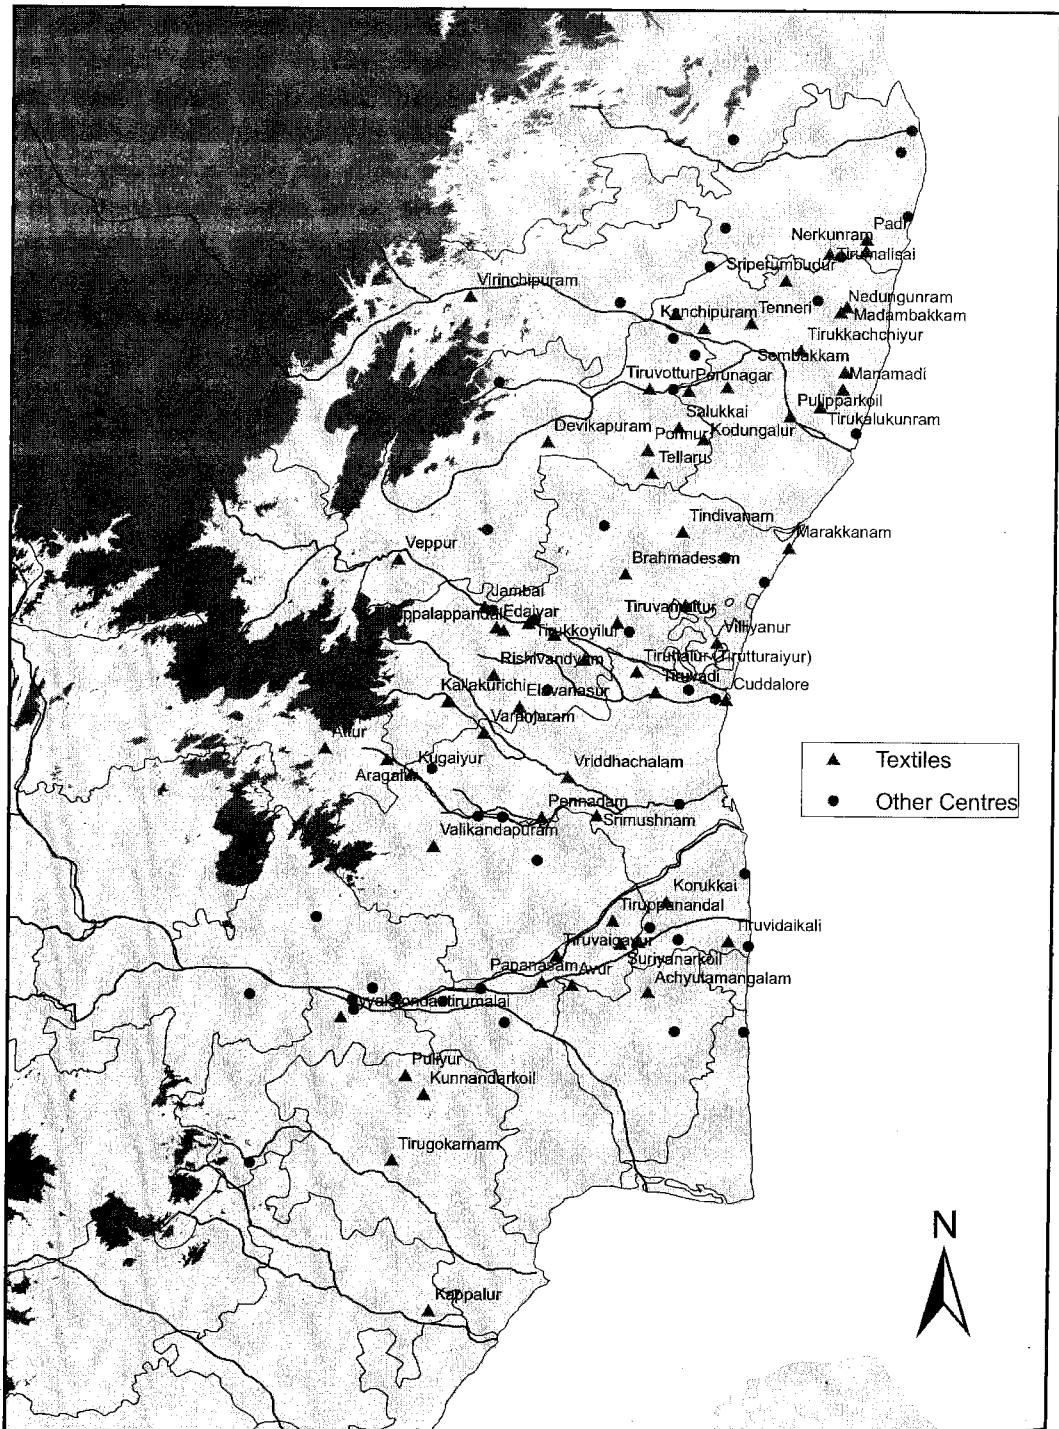 Padi
Nerkunram
Tirumalisai
Sriperumbudur
Virinchipuram
Nedungunram
Kanchipuram
Tenneri
Madambakkam
Tirukkachchiyur
Sembakkam
Tiruvottur
Perunagar
Manamadi
Pulipparkoil
Salukkai
Tirukalukunram
Devikapuram
Ponnur
Kodungalur
Tellaru
Tindivanam
Marakkanam
Veppur
Brahmadesam
Jambai
Edaiyar
Tiruvamattur
Tirukkoyilur
Villiyanur
Rishivandyam
Tiruttalur (Tirutturaiyur)
Tiruvadi
Kallakurichi
Elavanasur
Cuddalore
Varanjaram
Attur
Kugaiyur
Aragalur
Vriddhachalam
Textiles
Other Centres
Pennadam
Srimushnam
Valikandapuram
Korukkai
Tiruppanandal
Tiruvidaikali
Tiruvaigavur
Suriyanarkoil
Papanasam
Avur
Achyutamangalam
Puliyur
Kunnandarkoil
Tirugokarnam
N
Kappalur